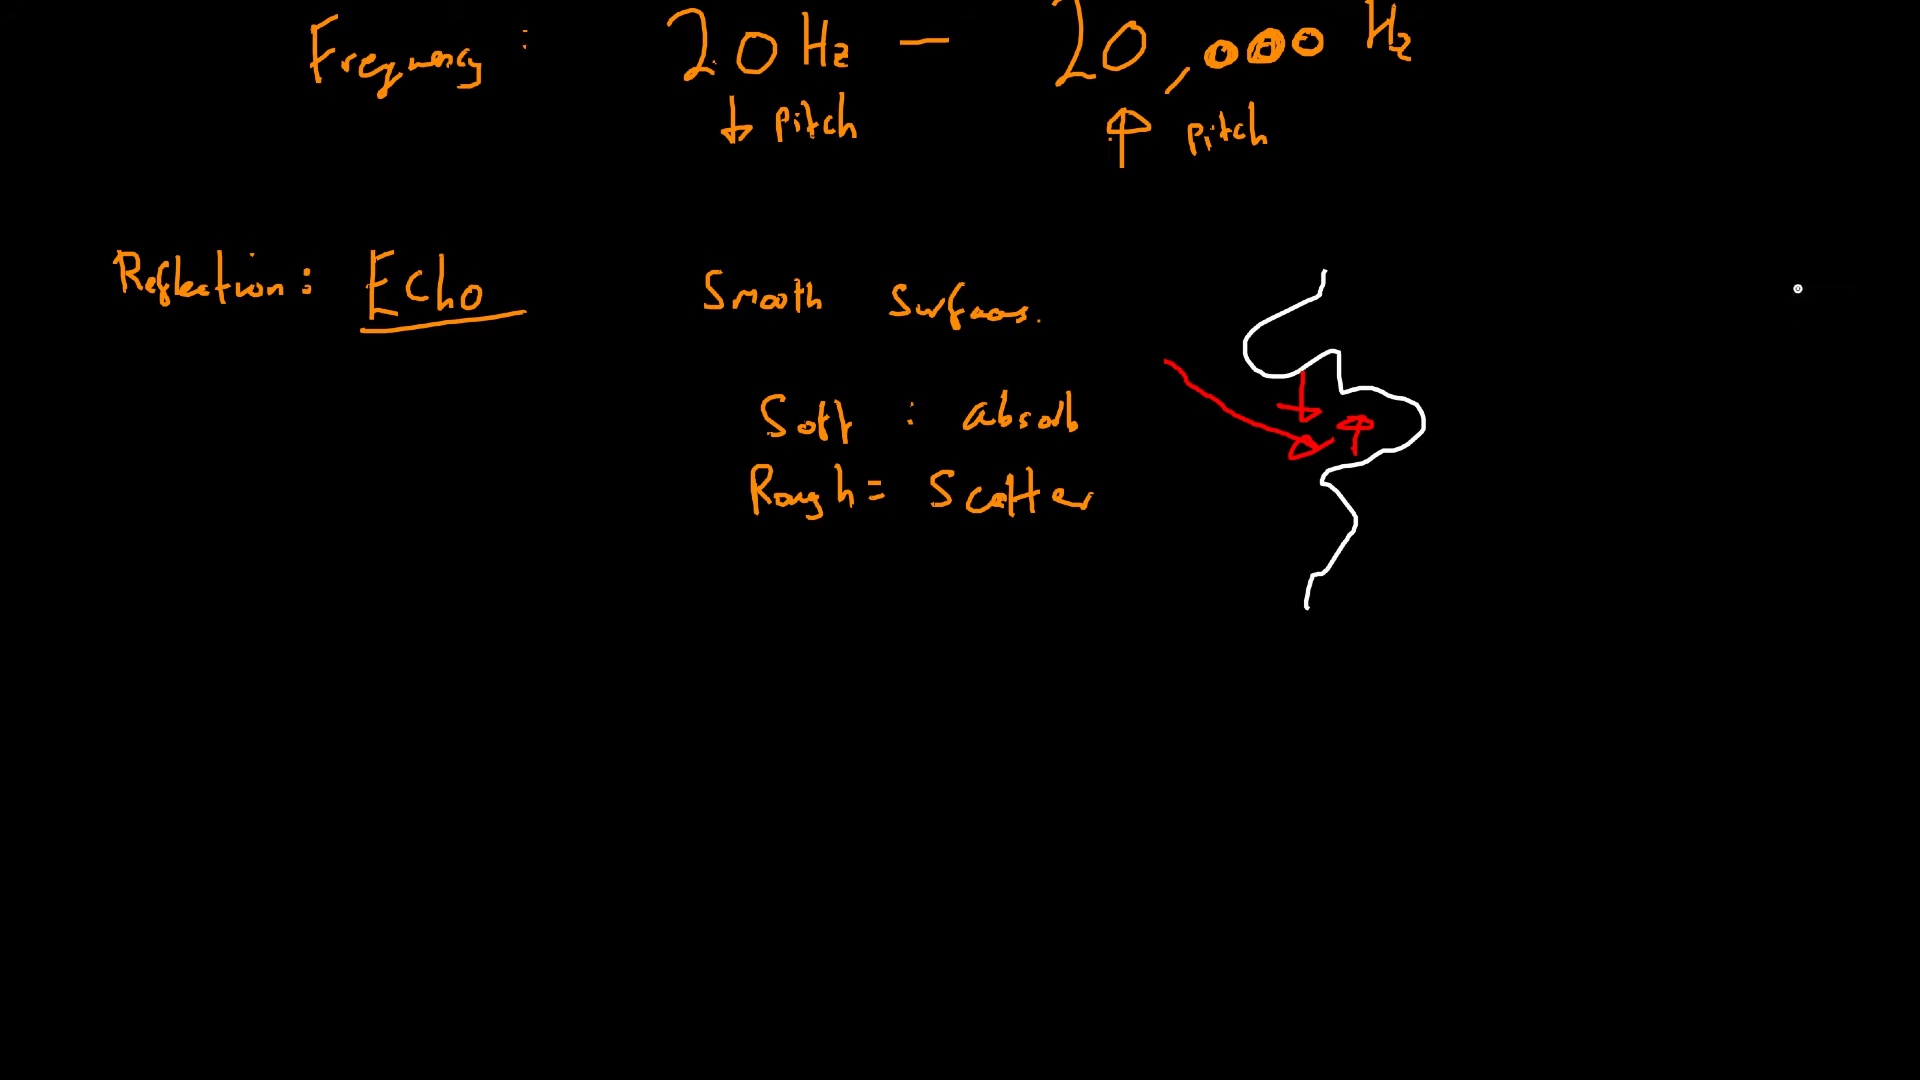 Frequency : 20 Hz — 20,000 Hz
↓ pitch ↑ pitch
Reflection : Echo Smooth Surfaces.
Soft : absorb
Rough = Scatter